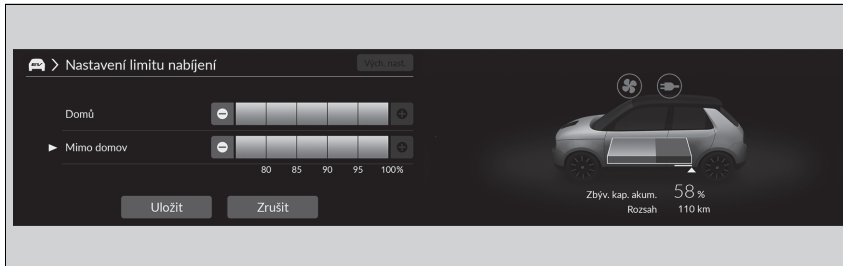 EV > Nastavení limitu nabíjení
Vých. nast.
Domů
Mimo domov
80 85 90 95 100%
Uložit Zrušit
Zbýv. kap. akum. 58 %
Rozsah 110 km